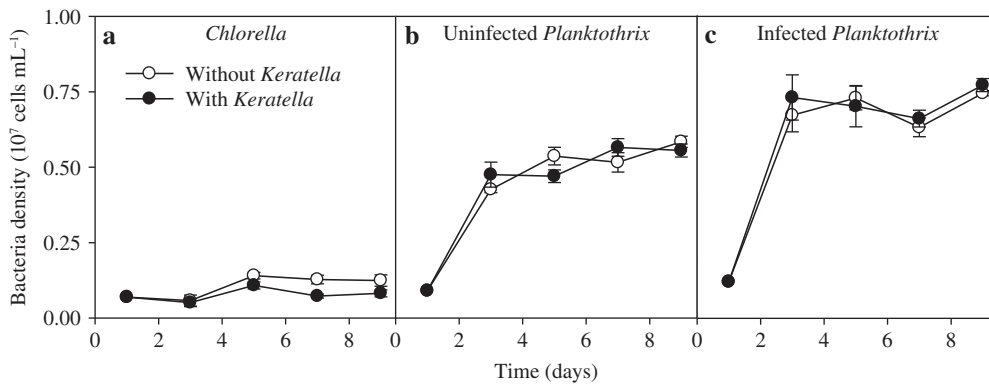 a Chlorella
b Uninfected Planktothrix
c Infected Planktothrix
Without Keratella
With Keratella
Bacteria density (10⁷ cells mL⁻¹)
1.00
0.75
0.50
0.25
0.00
0 2 4 6 8 0 2 4 6 8 0 2 4 6 8
Time (days)